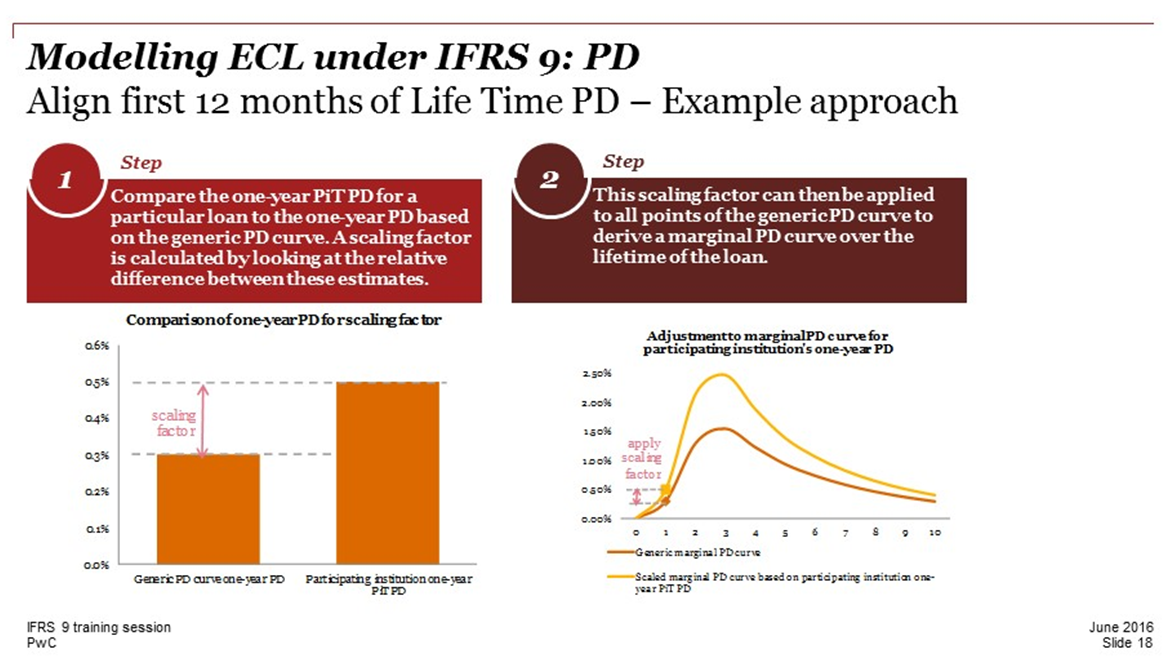 Modelling ECL under IFRS 9: PD
Align first 12 months of Life Time PD – Example approach
1
Step
Compare the one-year PiT PD for a
particular loan to the one-year PD based
on the generic PD curve. A scaling factor
is calculated by looking at the relative
difference between these estimates.
2
Step
This scaling factor can then be applied
to all points of the generic PD curve to
derive a marginal PD curve over the
lifetime of the loan.
Comparison of one-year PD for scaling factor
0.6%
0.5%
0.4%
0.3%
0.2%
0.1%
0.0%
scaling
factor
Generic PD curve one-year PD
Participating institution one-year
PiT PD
Adjustment to marginal PD curve for
participating institution's one-year PD
2.50%
2.00%
1.50%
1.00%
0.50%
0.00%
apply
scaling
factor
0 1 2 3 4 5 6 7 8 9 10
Generic marginal PD curve
Scaled marginal PD curve based on participating institution one-
year PiT PD
IFRS 9 training session
PwC
June 2016
Slide 18